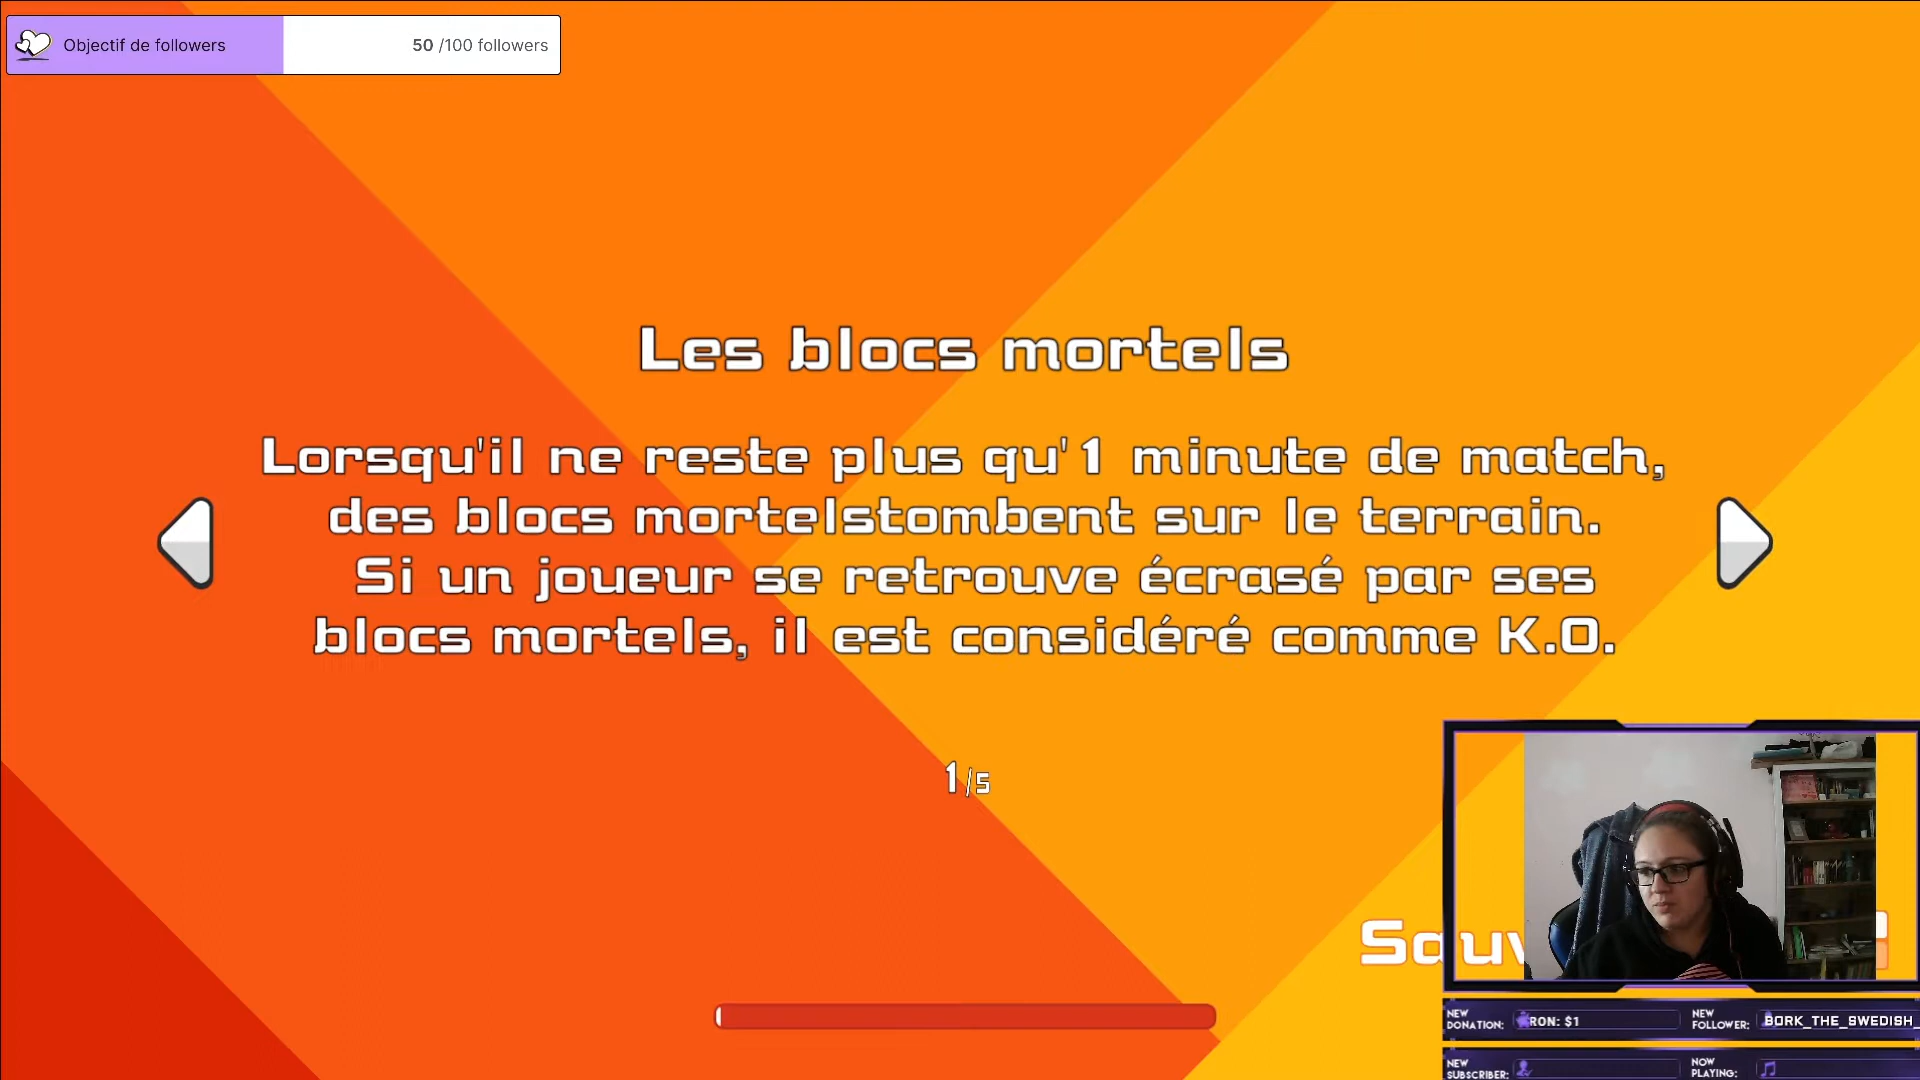 Objectif de followers
50 /100 followers
Les blocs mortels
Lorsqu'il ne reste plus qu'1 minute de match,
des blocs mortelstombent sur le terrain.
Si un joueur se retrouve écrasé par ses
blocs mortels, il est considéré comme K.O.
1/5
NEW DONATION:
RON: $1
NEW FOLLOWER:
BORK_THE_SWEDISH_
NEW SUBSCRIBER:
NOW PLAYING: